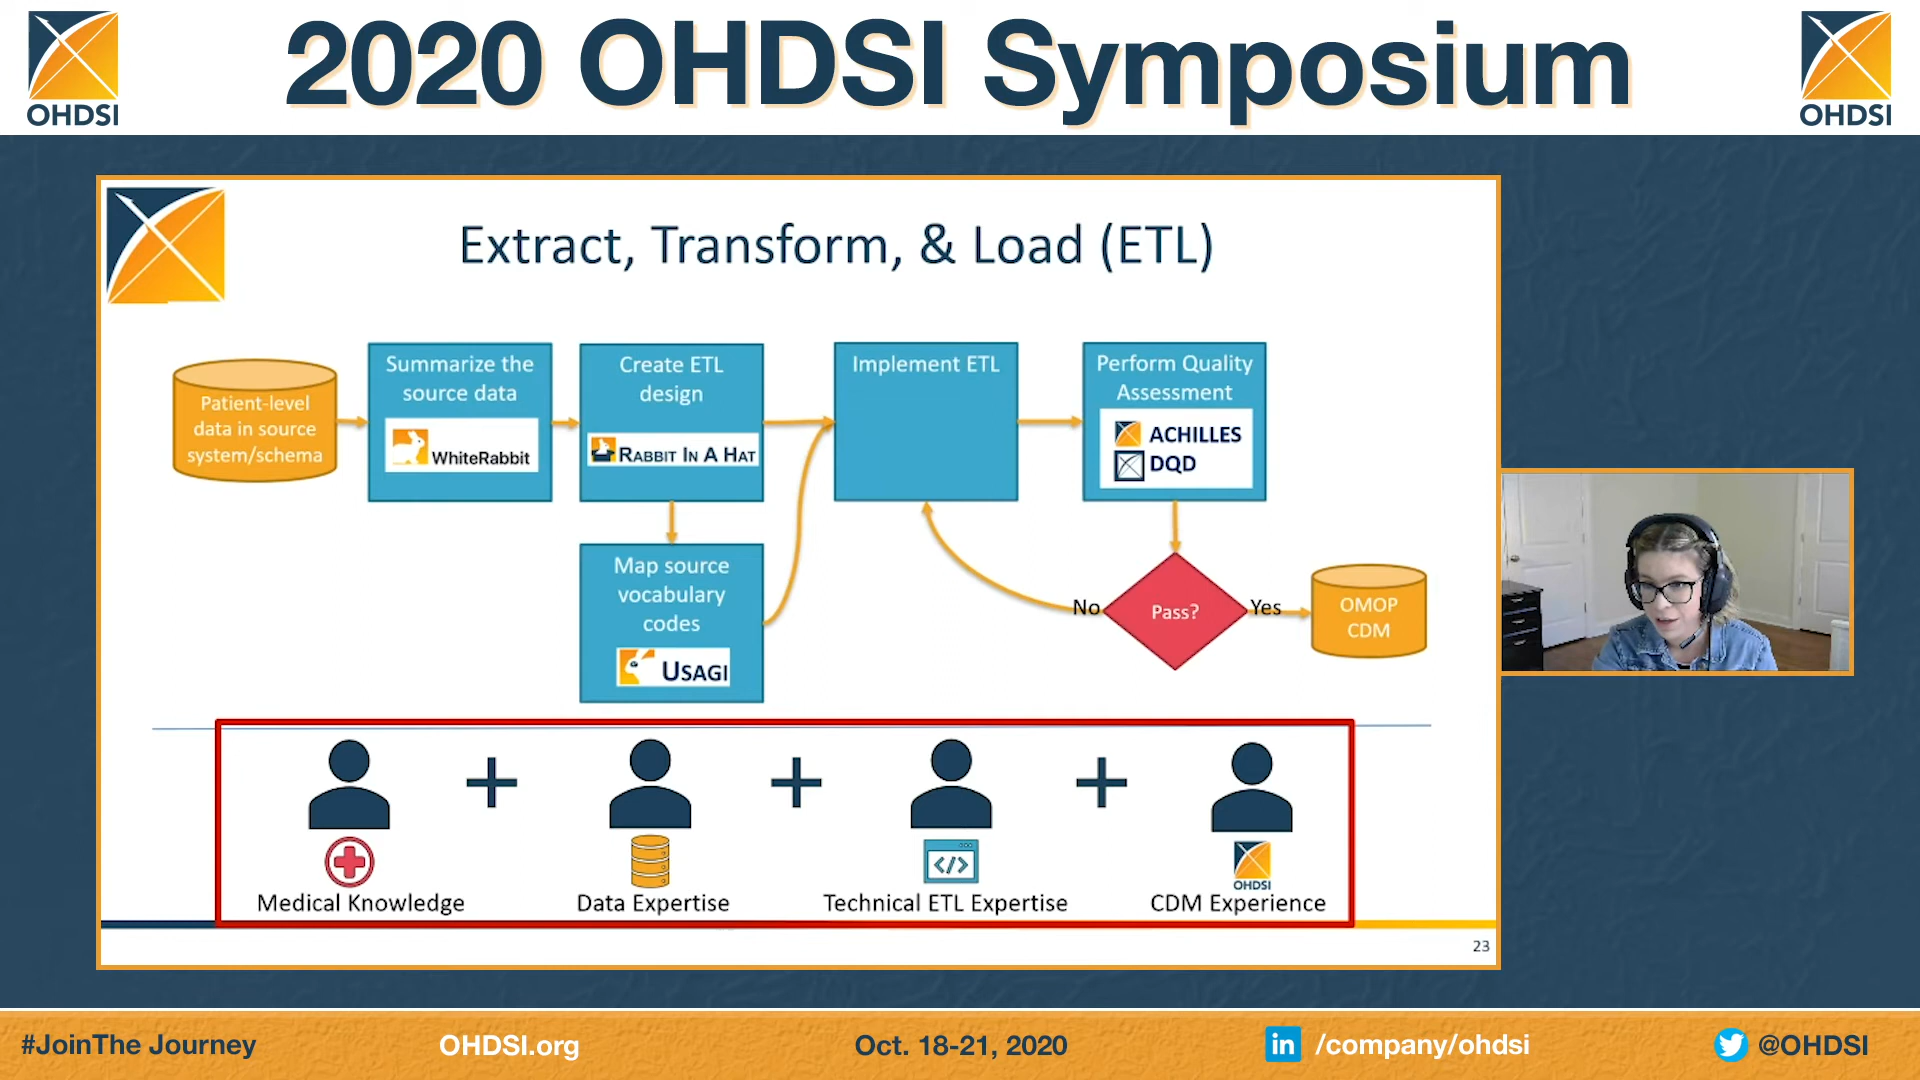 2020 OHDSI Symposium
OHDSI
OHDSI
Extract, Transform, & Load (ETL)
Patient-level
data in source
system/schema
Summarize the
source data
WhiteRabbit
Create ETL
design
RABBIT IN A HAT
Map source
vocabulary
codes
USAGI
Implement ETL
Perform Quality
Assessment
ACHILLES
DQD
Pass?
No
Yes
OMOP
CDM
Medical Knowledge
Data Expertise
</>
Technical ETL Expertise
OHDSI
CDM Experience
23
#JoinThe Journey
OHDSI.org
Oct. 18-21, 2020
in /company/ohdsi
@OHDSI